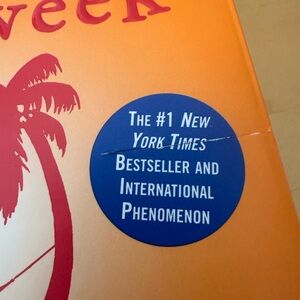 week
THE #1 NEW
YORK TIMES
BESTSELLER AND
INTERNATIONAL
PHENOMENON